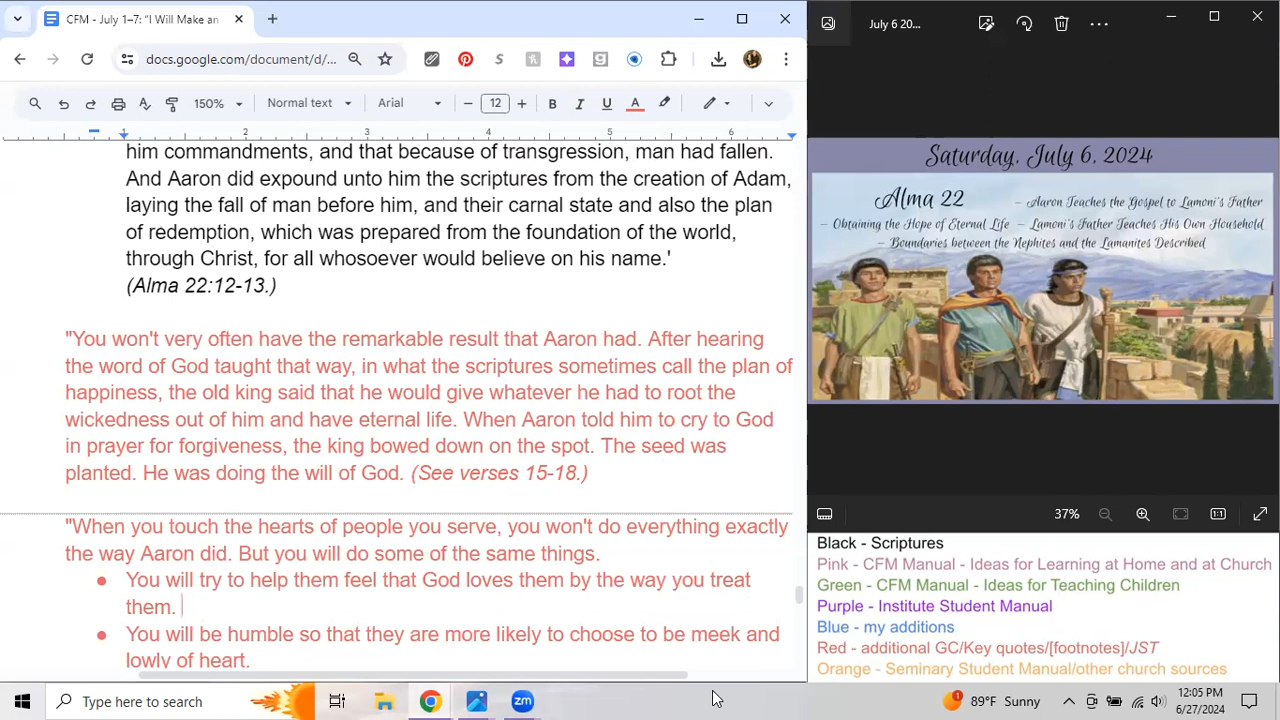 CFM - July 1–7: “I Will Make an
docs.google.com/document/d/...
150%
Normal text
Arial
12
1
2
3
4
5
6
him commandments, and that because of transgression, man had fallen.
And Aaron did expound unto him the scriptures from the creation of Adam,
laying the fall of man before him, and their carnal state and also the plan
of redemption, which was prepared from the foundation of the world,
through Christ, for all whosoever would believe on his name.'
(Alma 22:12-13.)
"You won't very often have the remarkable result that Aaron had. After hearing
the word of God taught that way, in what the scriptures sometimes call the plan of
happiness, the old king said that he would give whatever he had to root the
wickedness out of him and have eternal life. When Aaron told him to cry to God
in prayer for forgiveness, the king bowed down on the spot. The seed was
planted. He was doing the will of God. (See verses 15-18.)
"When you touch the hearts of people you serve, you won't do everything exactly
the way Aaron did. But you will do some of the same things.
● You will try to help them feel that God loves them by the way you treat
them.
● You will be humble so that they are more likely to choose to be meek and
lowly of heart.
July 6 20...
Saturday, July 6, 2024
Alma 22
– Aaron Teaches the Gospel to Lamoni's Father
– Obtaining the Hope of Eternal Life – Lamoni's Father Teaches His Own Household
– Boundaries between the Nephites and the Lamanites Described
37%
Black - Scriptures
Pink - CFM Manual - Ideas for Learning at Home and at Church
Green - CFM Manual - Ideas for Teaching Children
Purple - Institute Student Manual
Blue - my additions
Red - additional GC/Key quotes/[footnotes]/JST
Orange - Seminary Student Manual/other church sources
Type here to search
zm
1
89°F Sunny
12:05 PM
6/27/2024